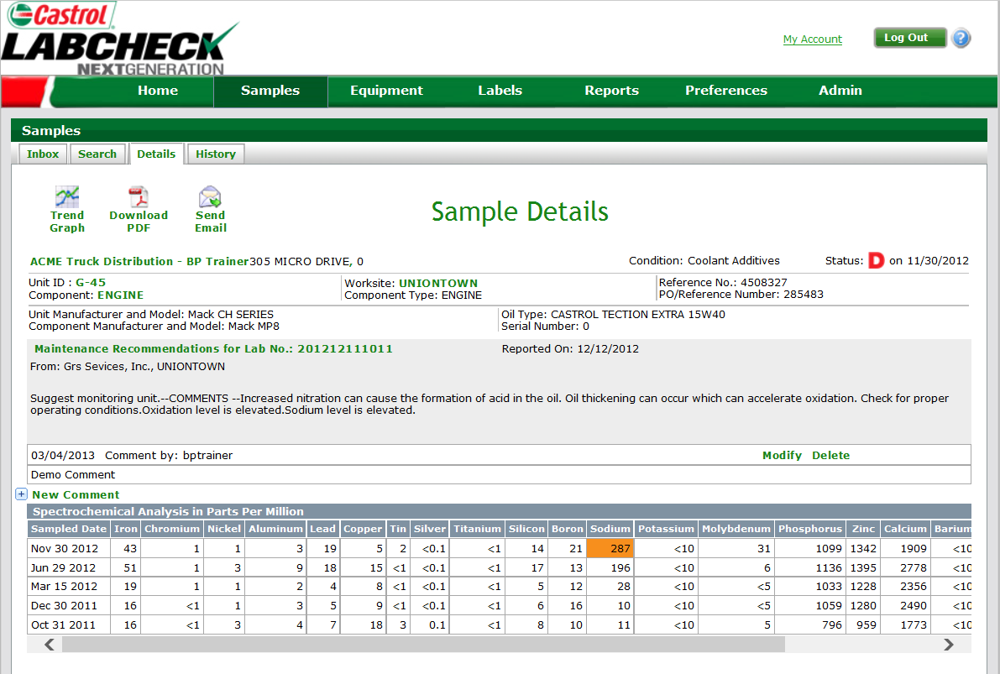 Castrol
LABCHECK
NEXTGENERATION
My Account
Log Out
?
Home Samples Equipment Labels Reports Preferences Admin
Samples
Inbox Search Details History
Trend Graph
Download PDF
Send Email
Sample Details
ACME Truck Distribution - BP Trainer305 MICRO DRIVE, 0 Condition: Coolant Additives Status: D on 11/30/2012
Unit ID : G-45 Worksite: UNIONTOWN Reference No.: 4508327
Component: ENGINE Component Type: ENGINE PO/Reference Number: 285483
Unit Manufacturer and Model: Mack CH SERIES Oil Type: CASTROL TECTION EXTRA 15W40
Component Manufacturer and Model: Mack MP8 Serial Number: 0
Maintenance Recommendations for Lab No.: 201212111011 Reported On: 12/12/2012
From: Grs Sevices, Inc., UNIONTOWN
Suggest monitoring unit.--COMMENTS --Increased nitration can cause the formation of acid in the oil. Oil thickening can occur which can accelerate oxidation. Check for proper
operating conditions.Oxidation level is elevated.Sodium level is elevated.
03/04/2013 Comment by: bptrainer Modify Delete
Demo Comment
+ New Comment
Spectrochemical Analysis in Parts Per Million
Sampled Date Iron Chromium Nickel Aluminum Lead Copper Tin Silver Titanium Silicon Boron Sodium Potassium Molybdenum Phosphorus Zinc Calcium Barium
Nov 30 2012 43 1 1 3 19 5 2 <0.1 <1 14 21 287 <10 31 1099 1342 1909 <10
Jun 29 2012 51 1 3 9 18 15 <1 <0.1 <1 17 13 196 <10 6 1136 1395 2778 <10
Mar 15 2012 19 1 1 2 4 8 <1 <0.1 <1 5 12 28 <10 <5 1033 1228 2356 <10
Dec 30 2011 16 <1 1 3 5 9 <1 <0.1 <1 6 16 10 <10 <5 1059 1280 2490 <10
Oct 31 2011 16 <1 3 4 7 18 3 0.1 <1 8 10 11 <10 5 796 959 1773 <10